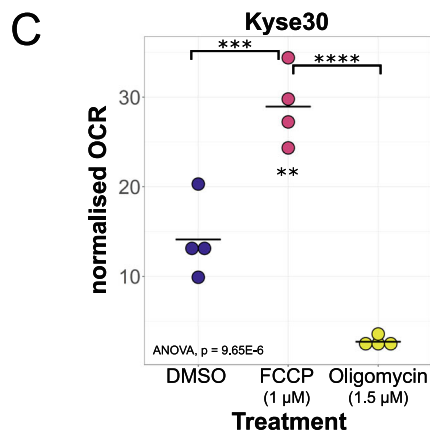 C
Kyse30
***
****
30
**
20
10
normalised OCR
ANOVA, p = 9.65E-6
DMSO
FCCP
(1 µM)
Oligomycin
(1.5 µM)
Treatment